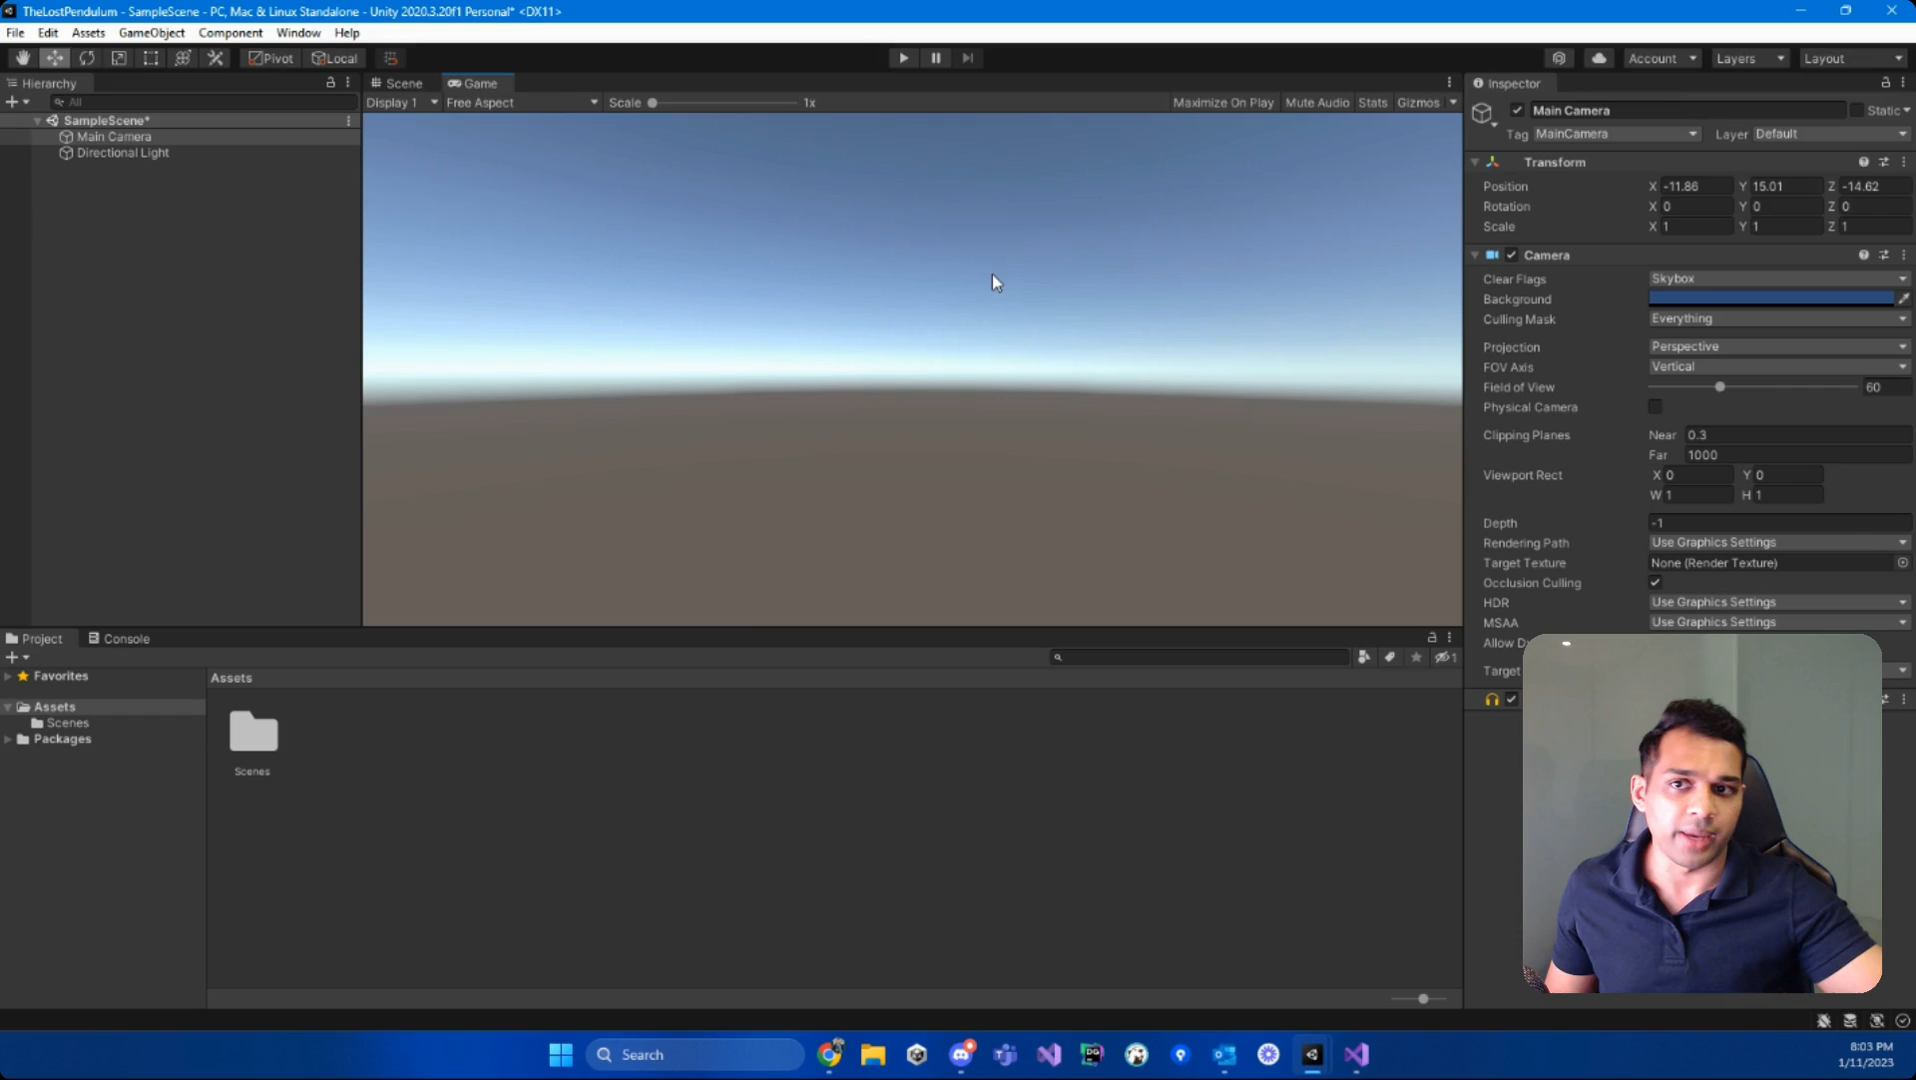 TheLostPendulum - SampleScene - PC, Mac & Linux Standalone - Unity 2020.3.20f1 Personal* <DX11>
File Edit Assets GameObject Component Window Help
Pivot Local Account Layers Layout
Hierarchy
All
SampleScene*
Main Camera
Directional Light
Scene Game
Display 1 Free Aspect Scale 1x Maximize On Play Mute Audio Stats Gizmos
Inspector
Main Camera Static
Tag MainCamera Layer Default
Transform
Position X -11.86 Y 15.01 Z -14.62
Rotation X 0 Y 0 Z 0
Scale X 1 Y 1 Z 1
Camera
Clear Flags Skybox
Background
Culling Mask Everything
Projection Perspective
FOV Axis Vertical
Field of View 60
Physical Camera
Clipping Planes Near 0.3
Far 1000
Viewport Rect X 0 Y 0
W 1 H 1
Depth -1
Rendering Path Use Graphics Settings
Target Texture None (Render Texture)
Occlusion Culling
HDR Use Graphics Settings
MSAA Use Graphics Settings
Allow
Target
Project Console
1
Favorites
Assets
Scenes
Packages
Assets
Scenes
Search
DG
8:03 PM
1/11/2023